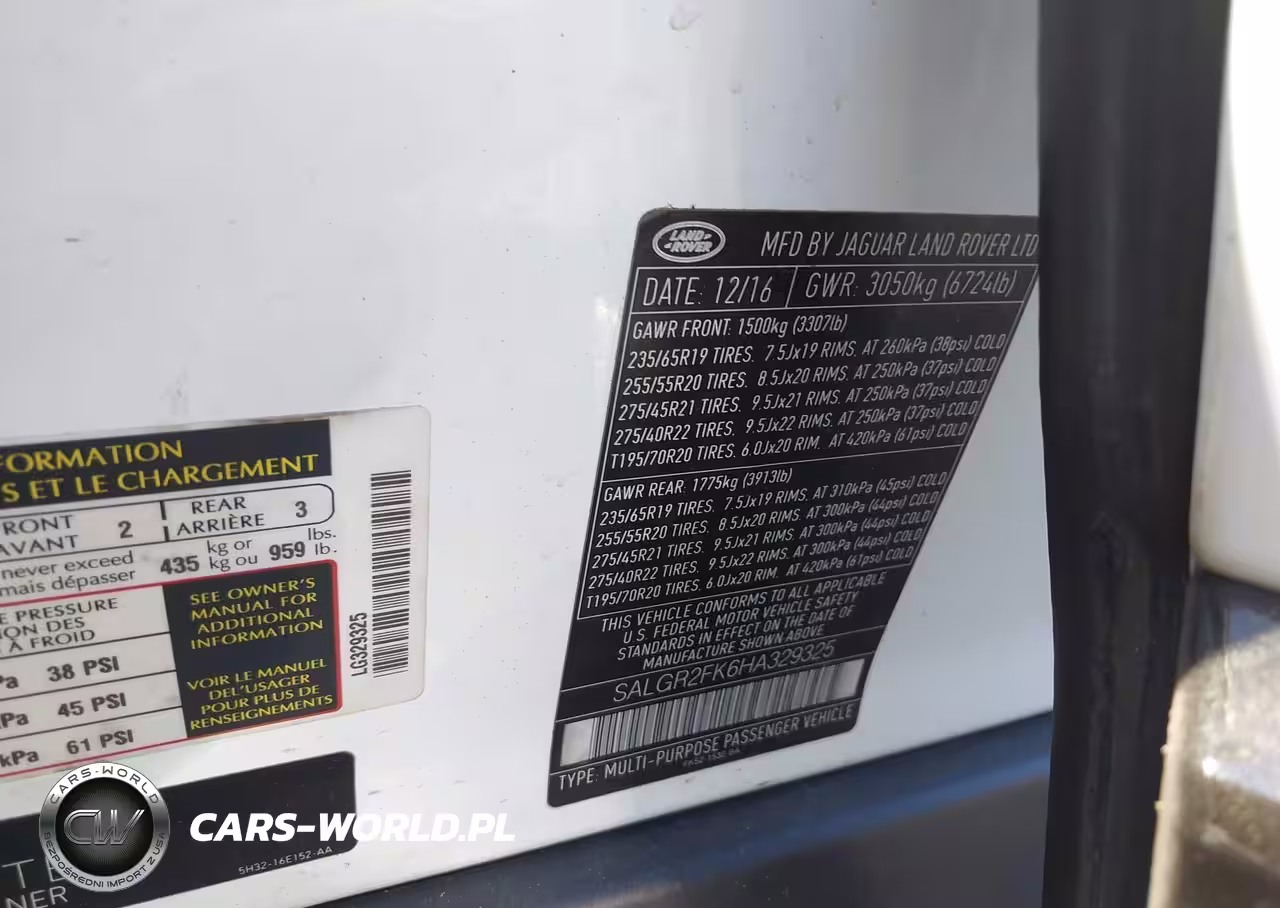 LAND ROVER
MFD BY JAGUAR LAND ROVER LTD
DATE: 12/16 GWR: 3050kg (6724lb)
GAWR FRONT: 1500kg (3307lb)
235/65R19 TIRES. 7.5Jx19 RIMS. AT 260kPa (38psi) COLD
255/55R20 TIRES. 8.5Jx20 RIMS. AT 250kPa (37psi) COLD
275/45R21 TIRES. 9.5Jx21 RIMS. AT 250kPa (37psi) COLD
275/40R22 TIRES. 9.5Jx22 RIMS. AT 250kPa (37psi) COLD
T195/70R20 TIRES. 6.0Jx20 RIM. AT 420kPa (61psi) COLD
GAWR REAR: 1775kg (3913lb)
235/65R19 TIRES. 7.5Jx19 RIMS. AT 310kPa (45psi) COLD
255/55R20 TIRES. 8.5Jx20 RIMS. AT 300kPa (44psi) COLD
275/45R21 TIRES. 9.5Jx21 RIMS. AT 300kPa (44psi) COLD
275/40R22 TIRES. 9.5Jx22 RIMS. AT 300kPa (44psi) COLD
T195/70R20 TIRES. 6.0Jx20 RIM. AT 420kPa (61psi) COLD
THIS VEHICLE CONFORMS TO ALL APPLICABLE
U.S. FEDERAL MOTOR VEHICLE SAFETY
STANDARDS IN EFFECT ON THE DATE OF
MANUFACTURE SHOWN ABOVE
SALGR2FK6HA329325
TYPE: MULTI-PURPOSE PASSENGER VEHICLE
FORMATION
S ET LE CHARGEMENT
RONT
AVANT
2
REAR
ARRIÈRE
3
never exceed
mais dépasser
435
kg or
kg ou
959
lbs.
lb.
E PRESSURE
ION DES
À FROID
Pa 38 PSI
kPa 45 PSI
kPa 61 PSI
SEE OWNER'S
MANUAL FOR
ADDITIONAL
INFORMATION
VOIR LE MANUEL
DEL'USAGER
POUR PLUS DE
RENSEIGNEMENTS
LG329325
5H32-16E152-AA
TE
NER
CARS-WORLD
CW
BEZPOŚREDNI IMPORT Z USA
CARS-WORLD.PL